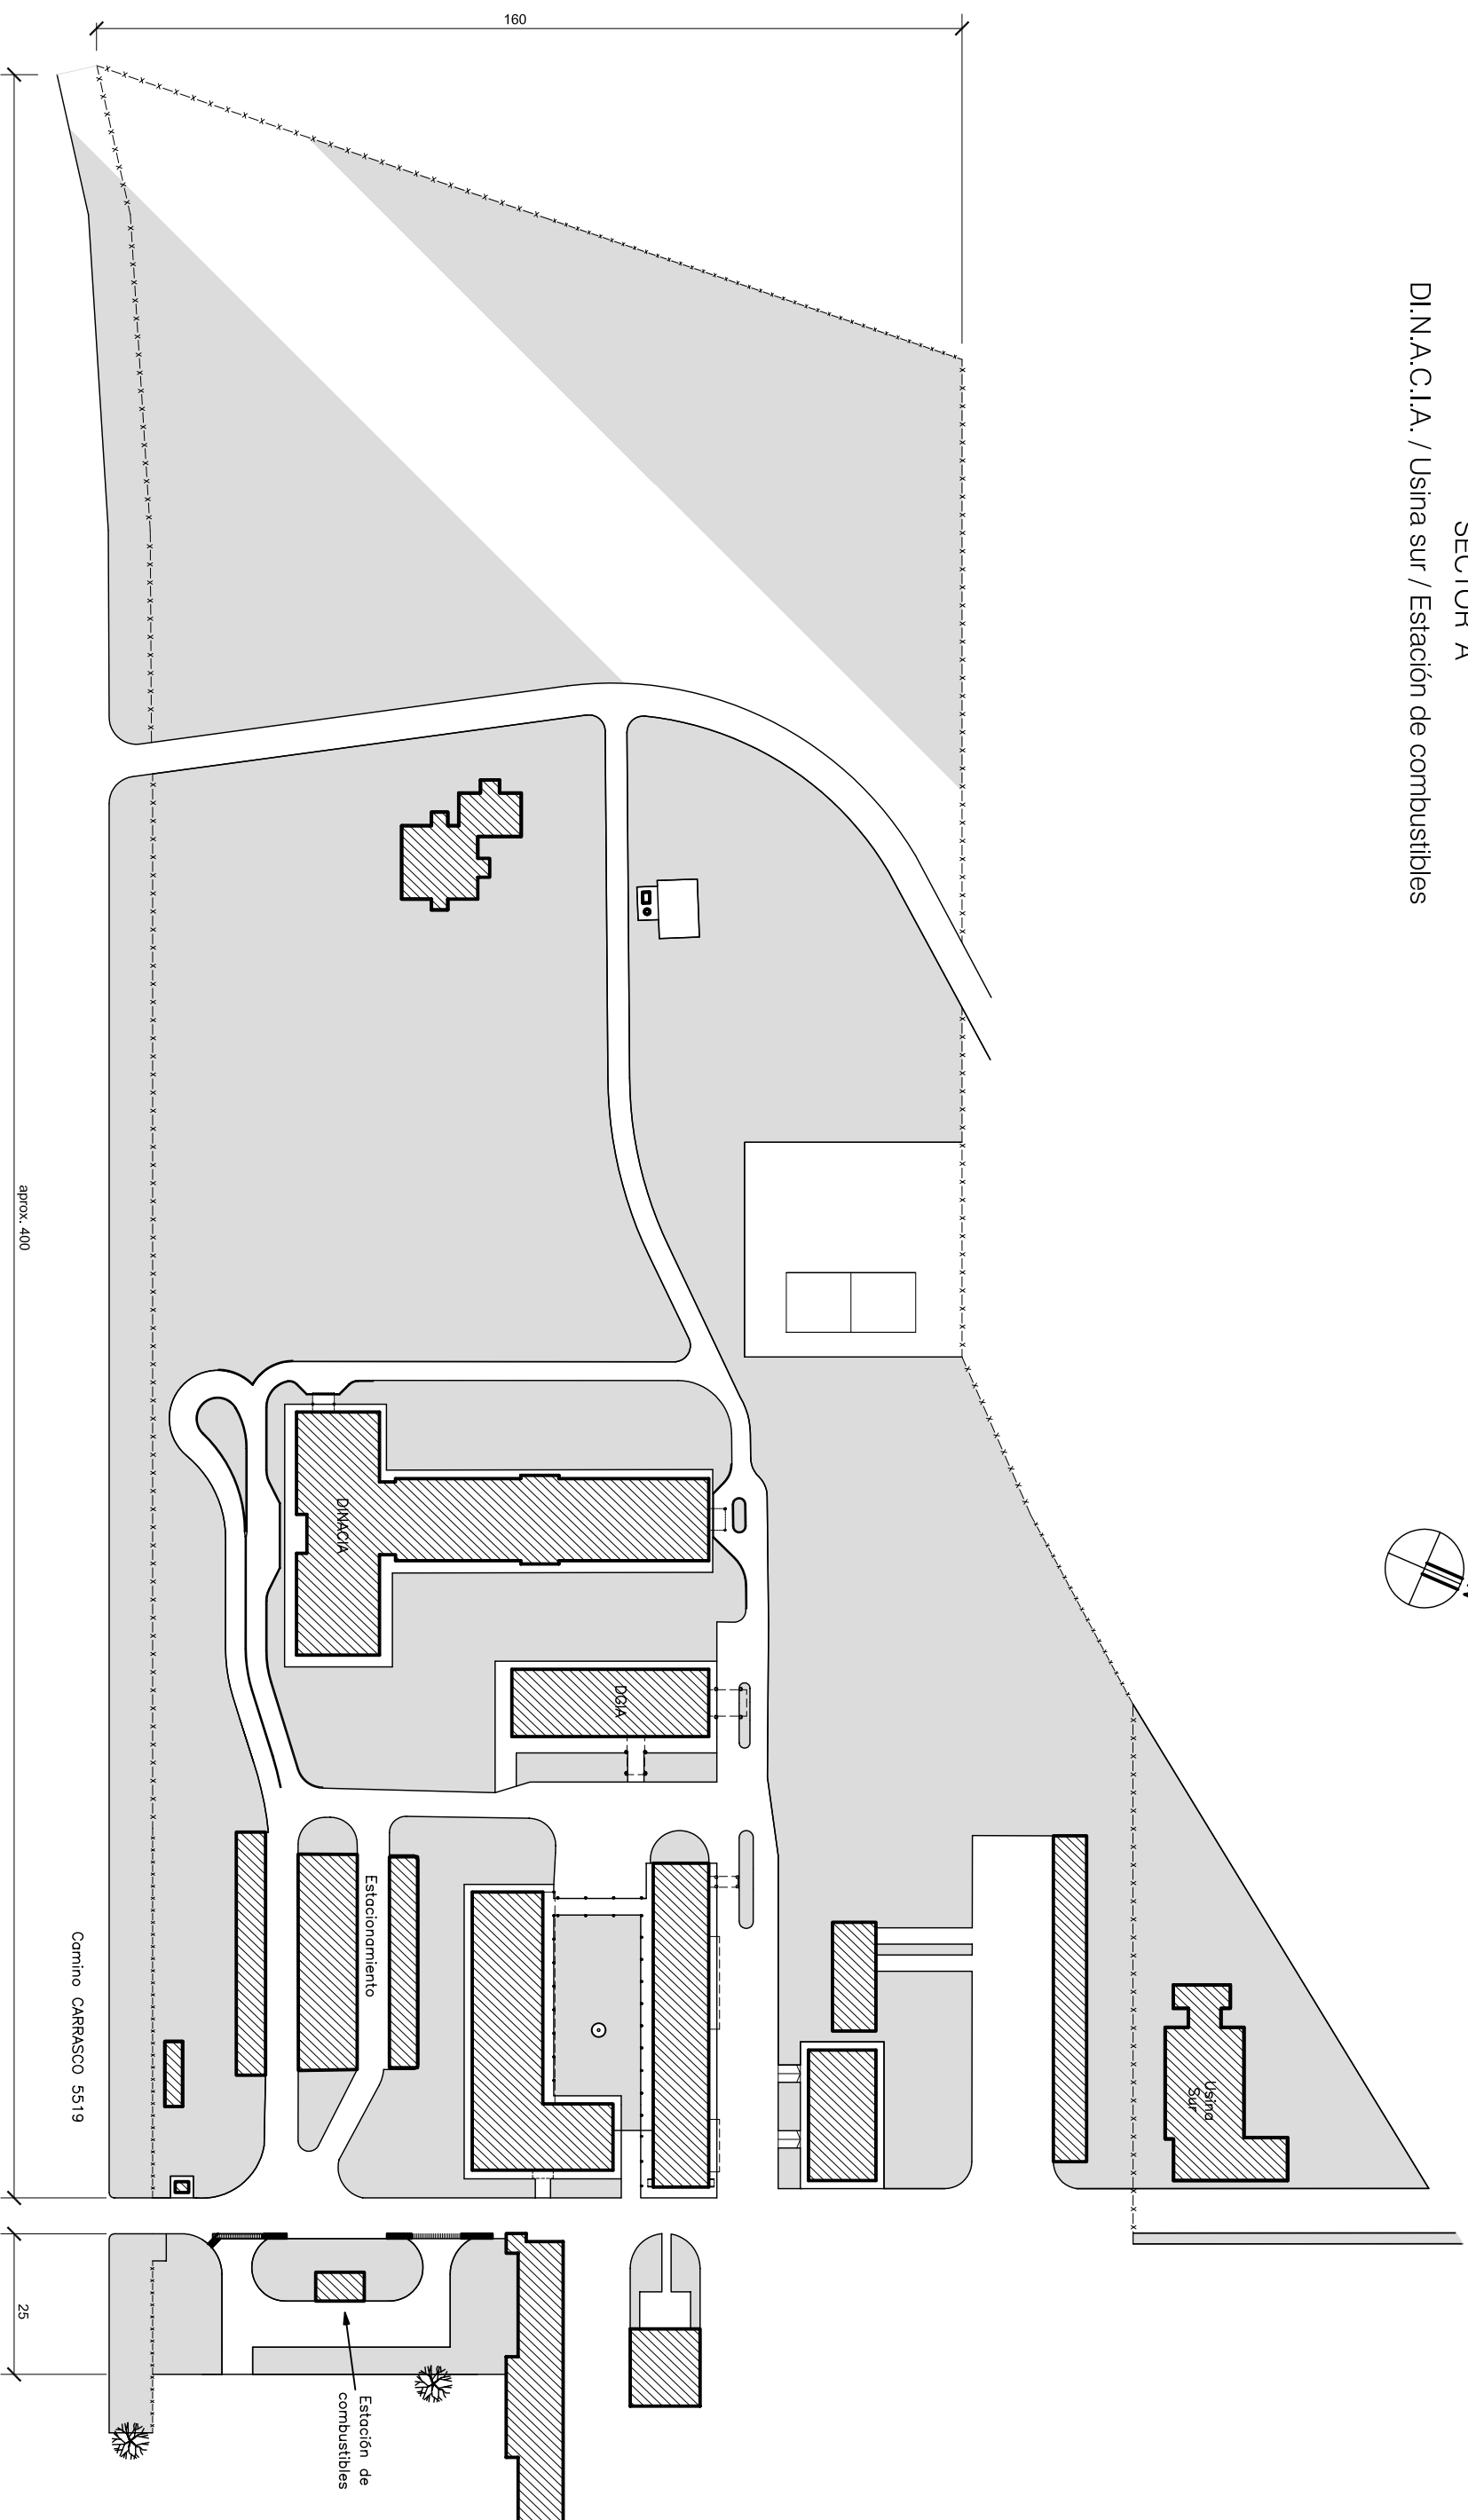 SECTOR A
DI.N.A.C.I.A. / Usina sur / Estación de combustibles
160
aprox. 400
25
DINACIA
DGIA
Estacionamiento
Usina
Sur
Camino CARRASCO 5519
Estación de
combustibles